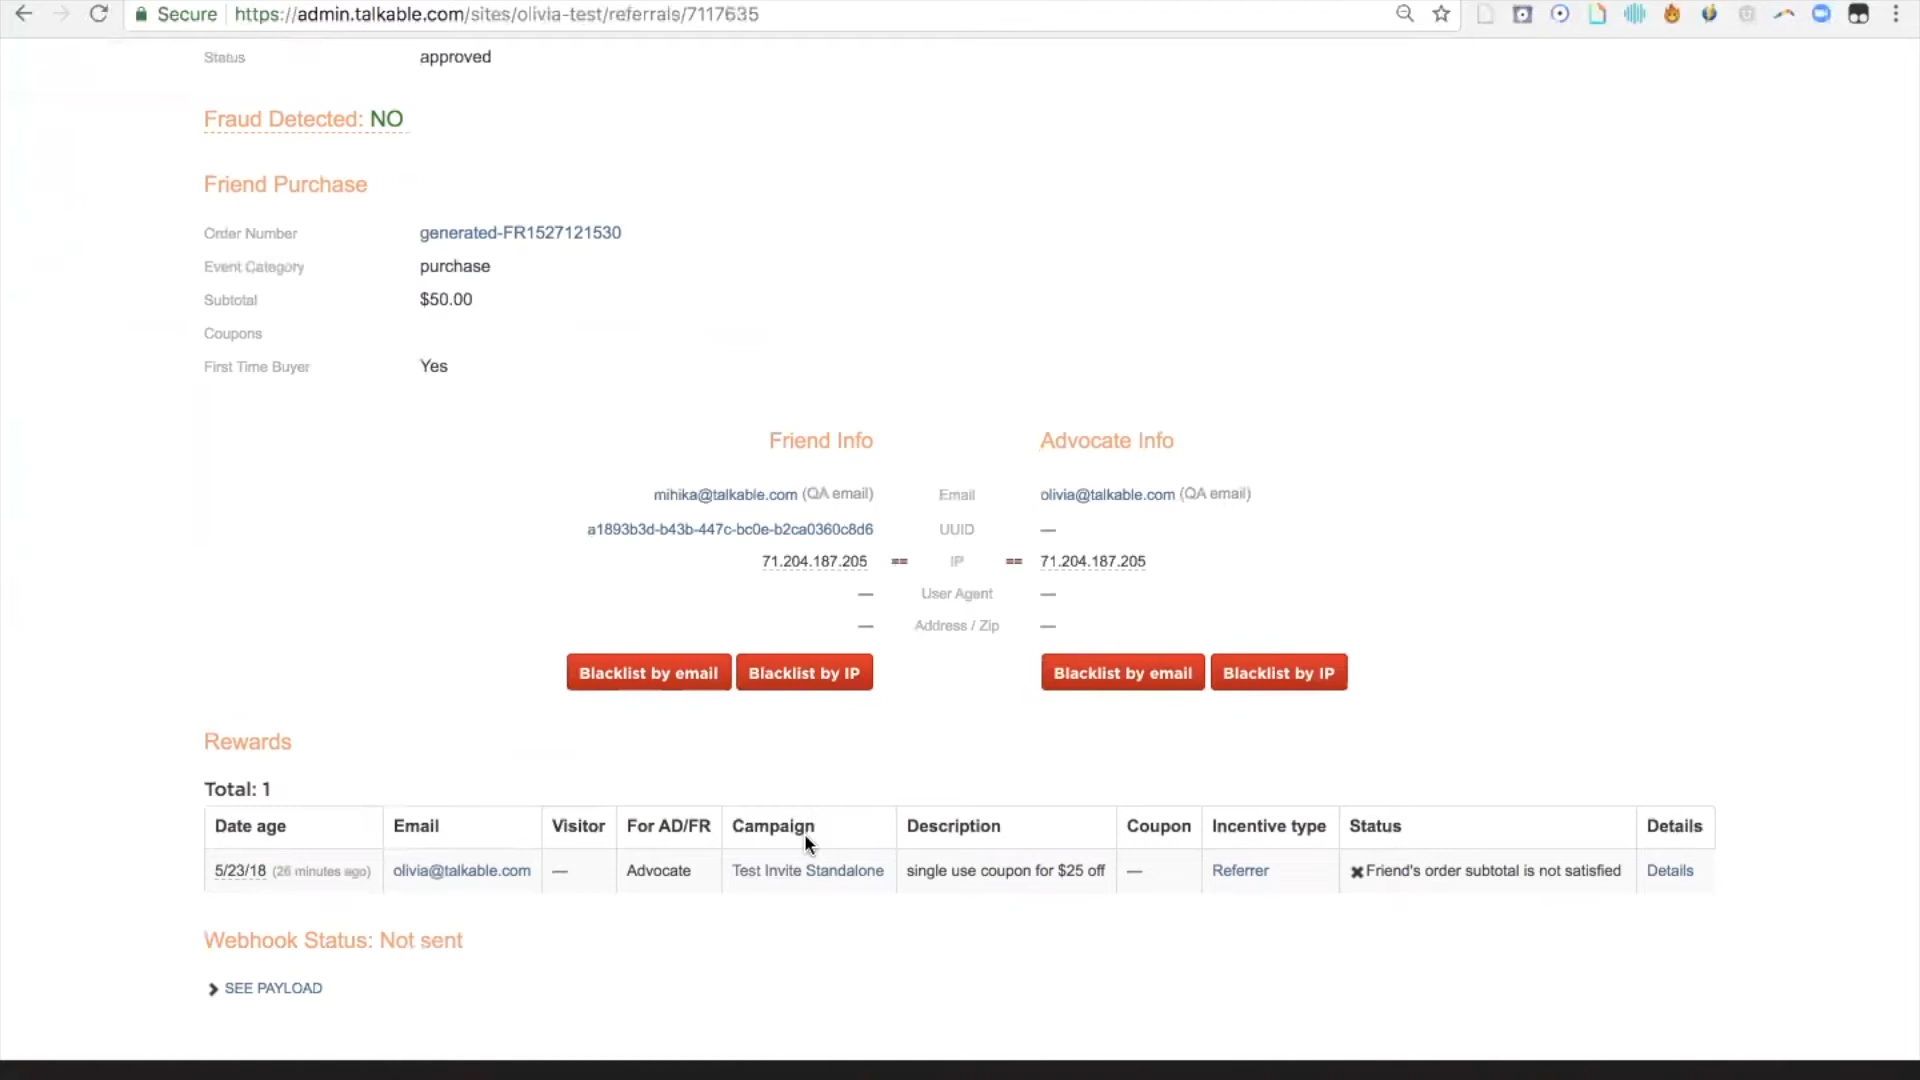 Secure https://admin.talkable.com/sites/olivia-test/referrals/7117635
Status approved
Fraud Detected: NO
Friend Purchase
Order Number generated-FR1527121530
Event Category purchase
Subtotal $50.00
Coupons
First Time Buyer Yes
Friend Info Advocate Info
mihika@talkable.com (QA email) Email olivia@talkable.com (QA email)
a1893b3d-b43b-447c-bc0e-b2ca0360c8d6 UUID —
71.204.187.205 == IP == 71.204.187.205
— User Agent —
— Address / Zip —
Blacklist by email Blacklist by IP Blacklist by email Blacklist by IP
Rewards
Total: 1
Date age Email Visitor For AD/FR Campaign Description Coupon Incentive type Status Details
5/23/18 (26 minutes ago) olivia@talkable.com — Advocate Test Invite Standalone single use coupon for $25 off — Referrer ✖Friend's order subtotal is not satisfied Details
Webhook Status: Not sent
SEE PAYLOAD